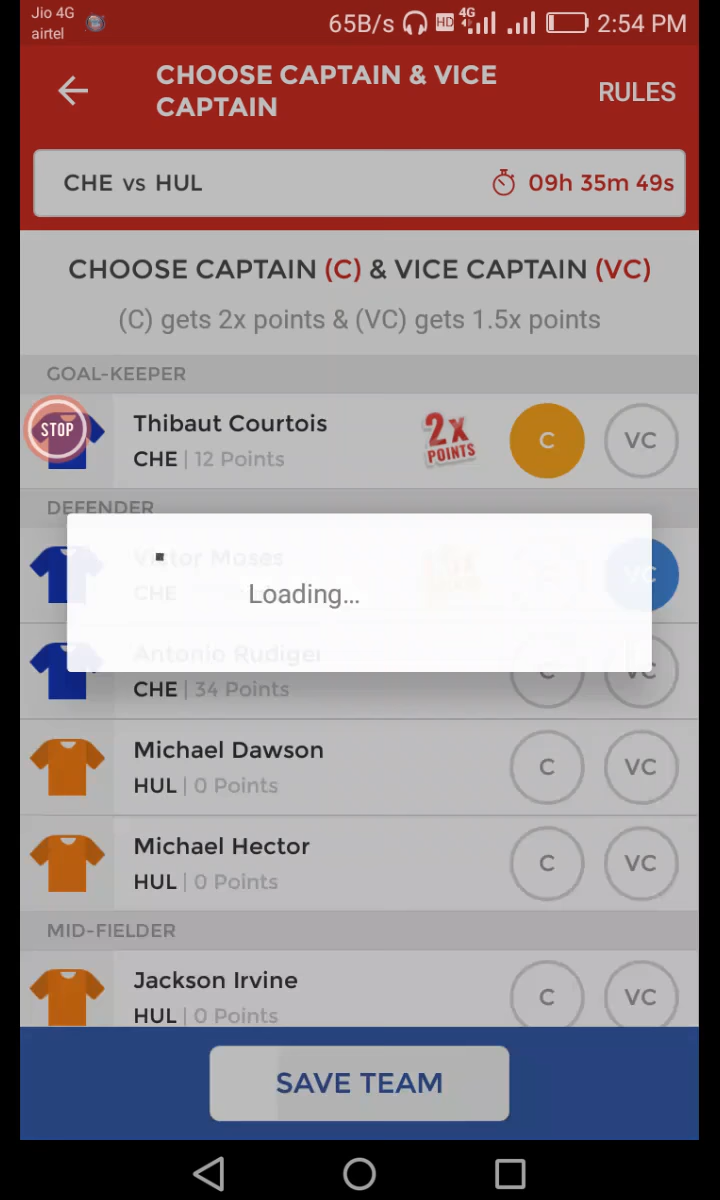 Jio 4G
airtel
65B/s HD 4G 2:54 PM
CHOOSE CAPTAIN & VICE
CAPTAIN
RULES
CHE vs HUL 09h 35m 49s
CHOOSE CAPTAIN (C) & VICE CAPTAIN (VC)
(C) gets 2x points & (VC) gets 1.5x points
GOAL-KEEPER
STOP
Thibaut Courtois
CHE | 12 Points
2X
POINTS
C VC
DEFENDER
Victor Moses
CHE
VC
Loading...
Antonio Rudiger
CHE | 34 Points
C VC
Michael Dawson
HUL | 0 Points
C VC
Michael Hector
HUL | 0 Points
C VC
MID-FIELDER
Jackson Irvine
HUL | 0 Points
C VC
SAVE TEAM